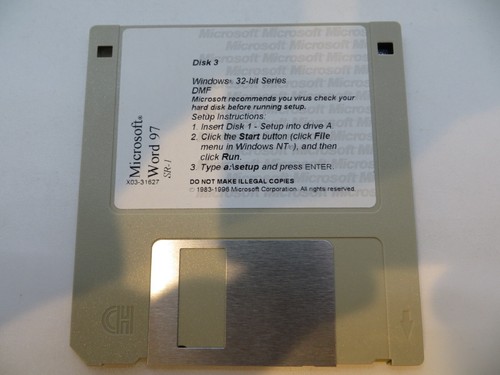 Disk 3
Windows® 32-bit Series
DMF
Microsoft recommends you virus check your
hard disk before running setup.
Setup Instructions:
1. Insert Disk 1 - Setup into drive A.
2. Click the Start button (click File
menu in Windows NT®), and then
click Run.
3. Type a:\setup and press ENTER.
DO NOT MAKE ILLEGAL COPIES
© 1983-1996 Microsoft Corporation. All rights reserved.
Microsoft®
Word 97
SR-1
X03-31627